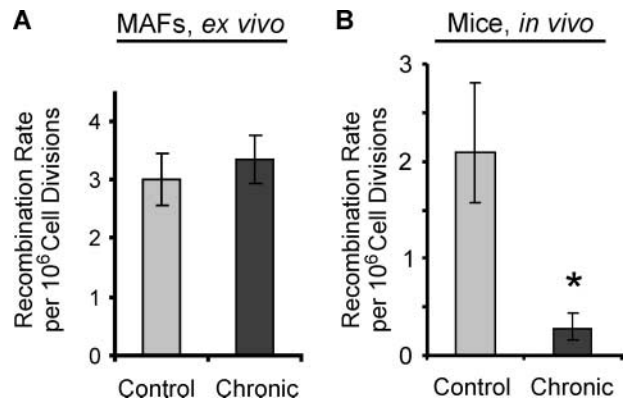 A MAFs, ex vivo
Recombination Rate
per 10⁶ Cell Divisions
4
3
2
1
0
Control Chronic
B Mice, in vivo
Recombination Rate
per 10⁶ Cell Divisions
3
2
1
0
*
Control Chronic